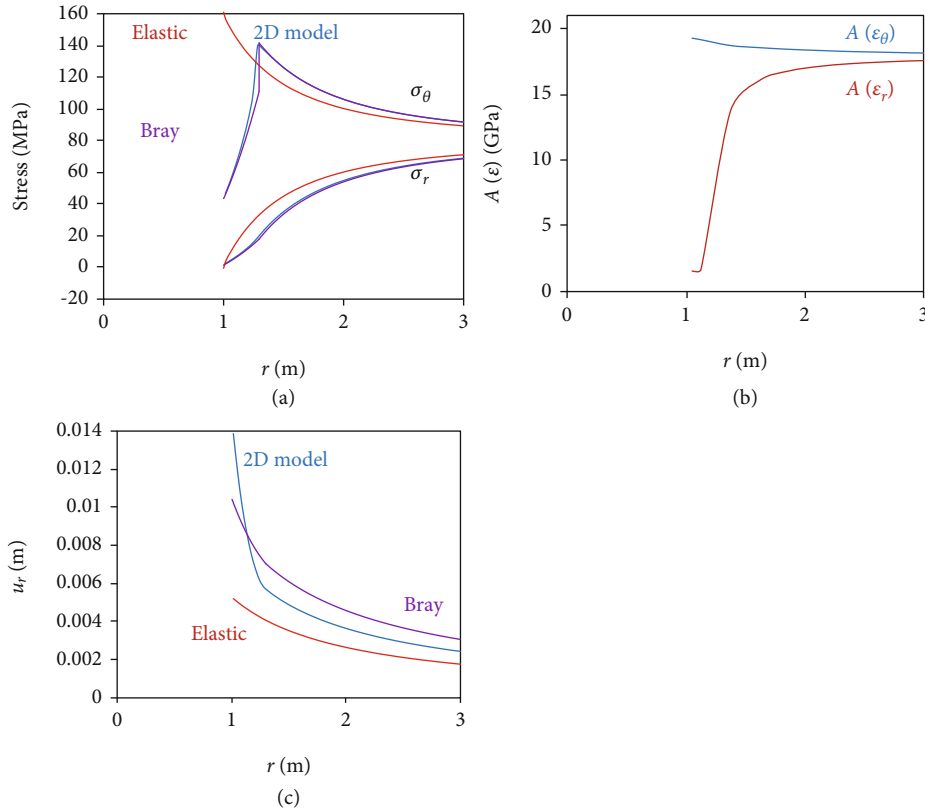 160
140
120
100
80
60
40
20
0
-20
Stress (MPa)
Elastic
2D model
Bray
σθ
σr
0
1
2
3
r (m)
(a)
20
15
10
5
0
A (ε) (GPa)
A (εθ)
A (εr)
0
1
2
3
r (m)
(b)
0.014
0.012
0.01
0.008
0.006
0.004
0.002
0
ur (m)
2D model
Bray
Elastic
0
1
2
3
r (m)
(c)